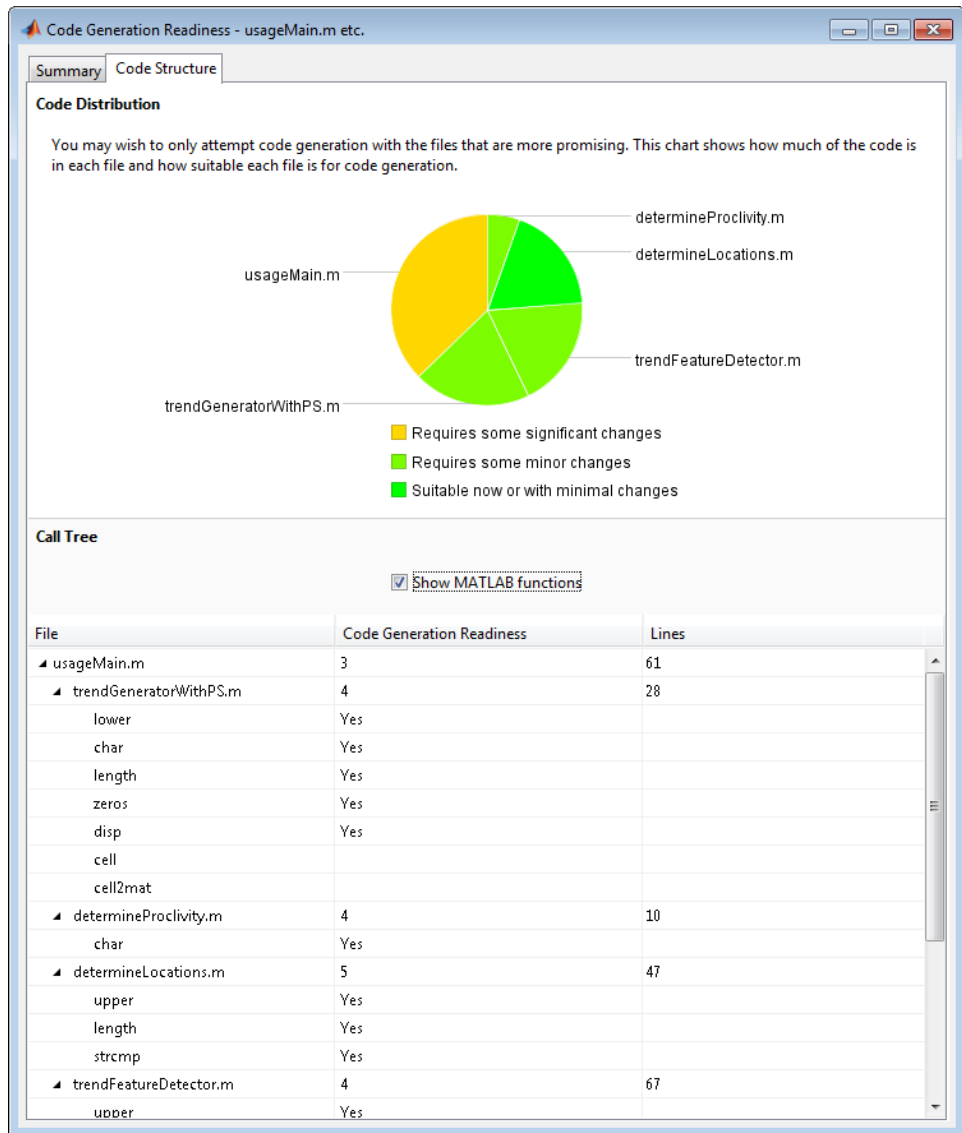 Code Generation Readiness - usageMain.m etc.
Summary
Code Structure
Code Distribution
You may wish to only attempt code generation with the files that are more promising. This chart shows how much of the code is
in each file and how suitable each file is for code generation.
determineProclivity.m
determineLocations.m
usageMain.m
trendFeatureDetector.m
trendGeneratorWithPS.m
Requires some significant changes
Requires some minor changes
Suitable now or with minimal changes
Call Tree
Show MATLAB functions
File Code Generation Readiness Lines
usageMain.m 3 61
trendGeneratorWithPS.m 4 28
lower Yes
char Yes
length Yes
zeros Yes
disp Yes
cell
cell2mat
determineProclivity.m 4 10
char Yes
determineLocations.m 5 47
upper Yes
length Yes
strcmp Yes
trendFeatureDetector.m 4 67
upper Yes